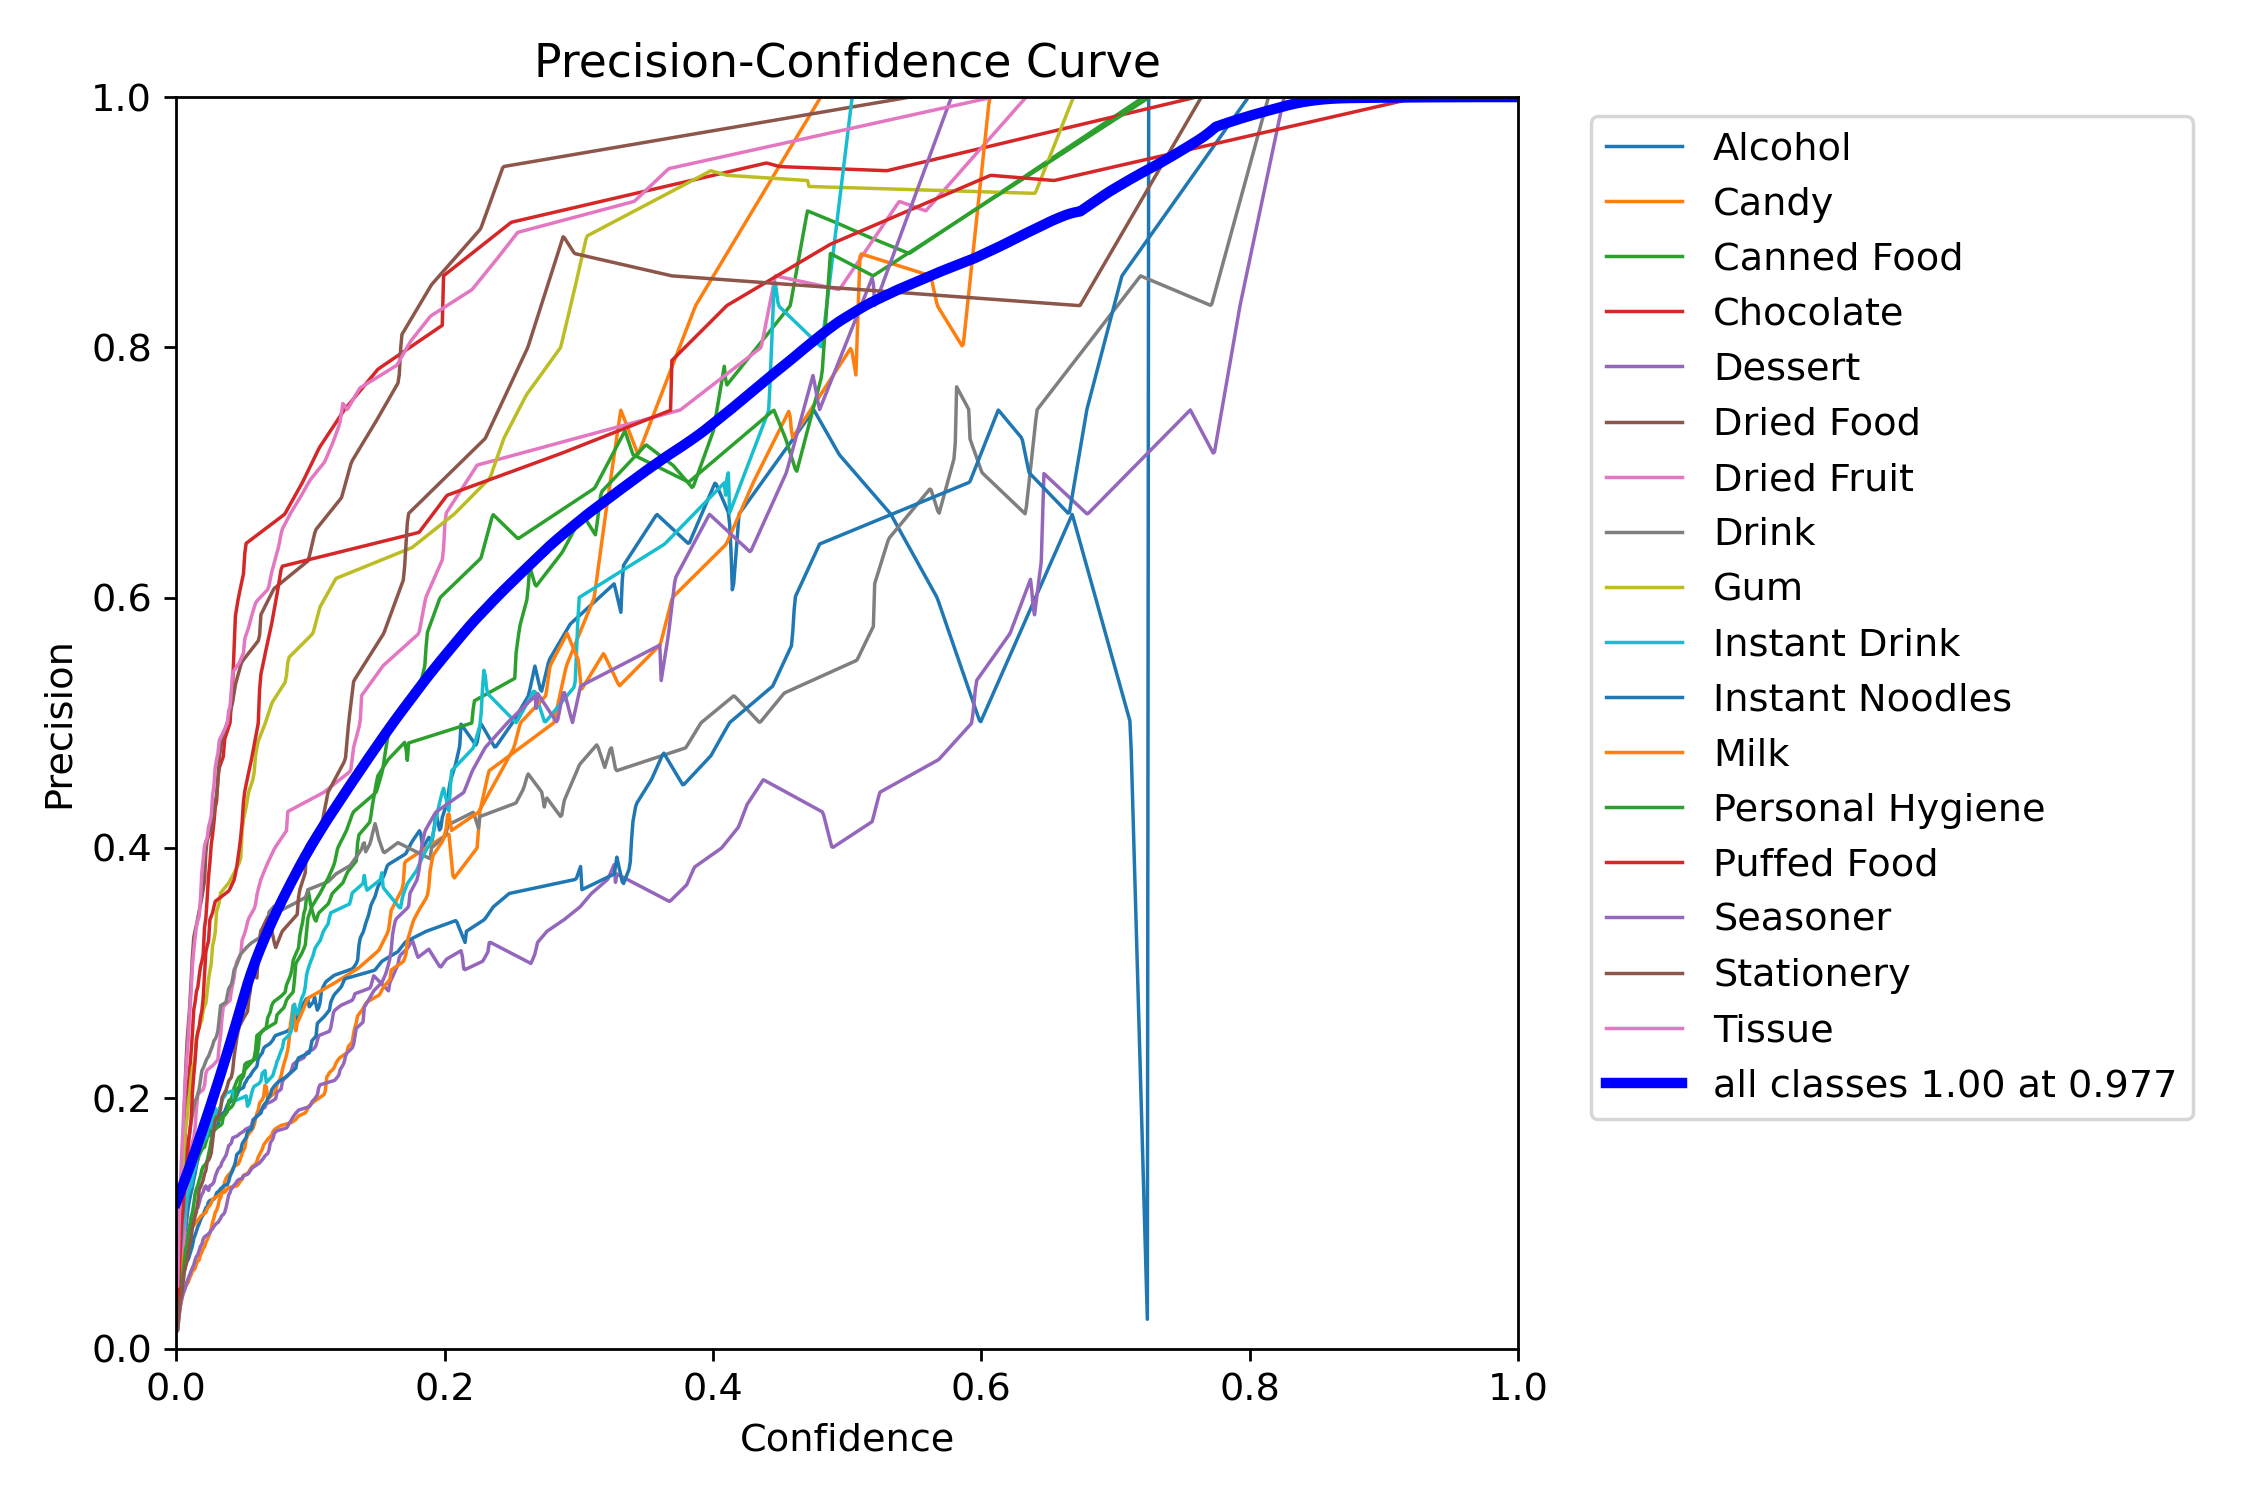 Precision-Confidence Curve
1.0
0.8
0.6
0.4
0.2
0.0
Precision
0.0 0.2 0.4 0.6 0.8 1.0
Confidence
Alcohol
Candy
Canned Food
Chocolate
Dessert
Dried Food
Dried Fruit
Drink
Gum
Instant Drink
Instant Noodles
Milk
Personal Hygiene
Puffed Food
Seasoner
Stationery
Tissue
all classes 1.00 at 0.977